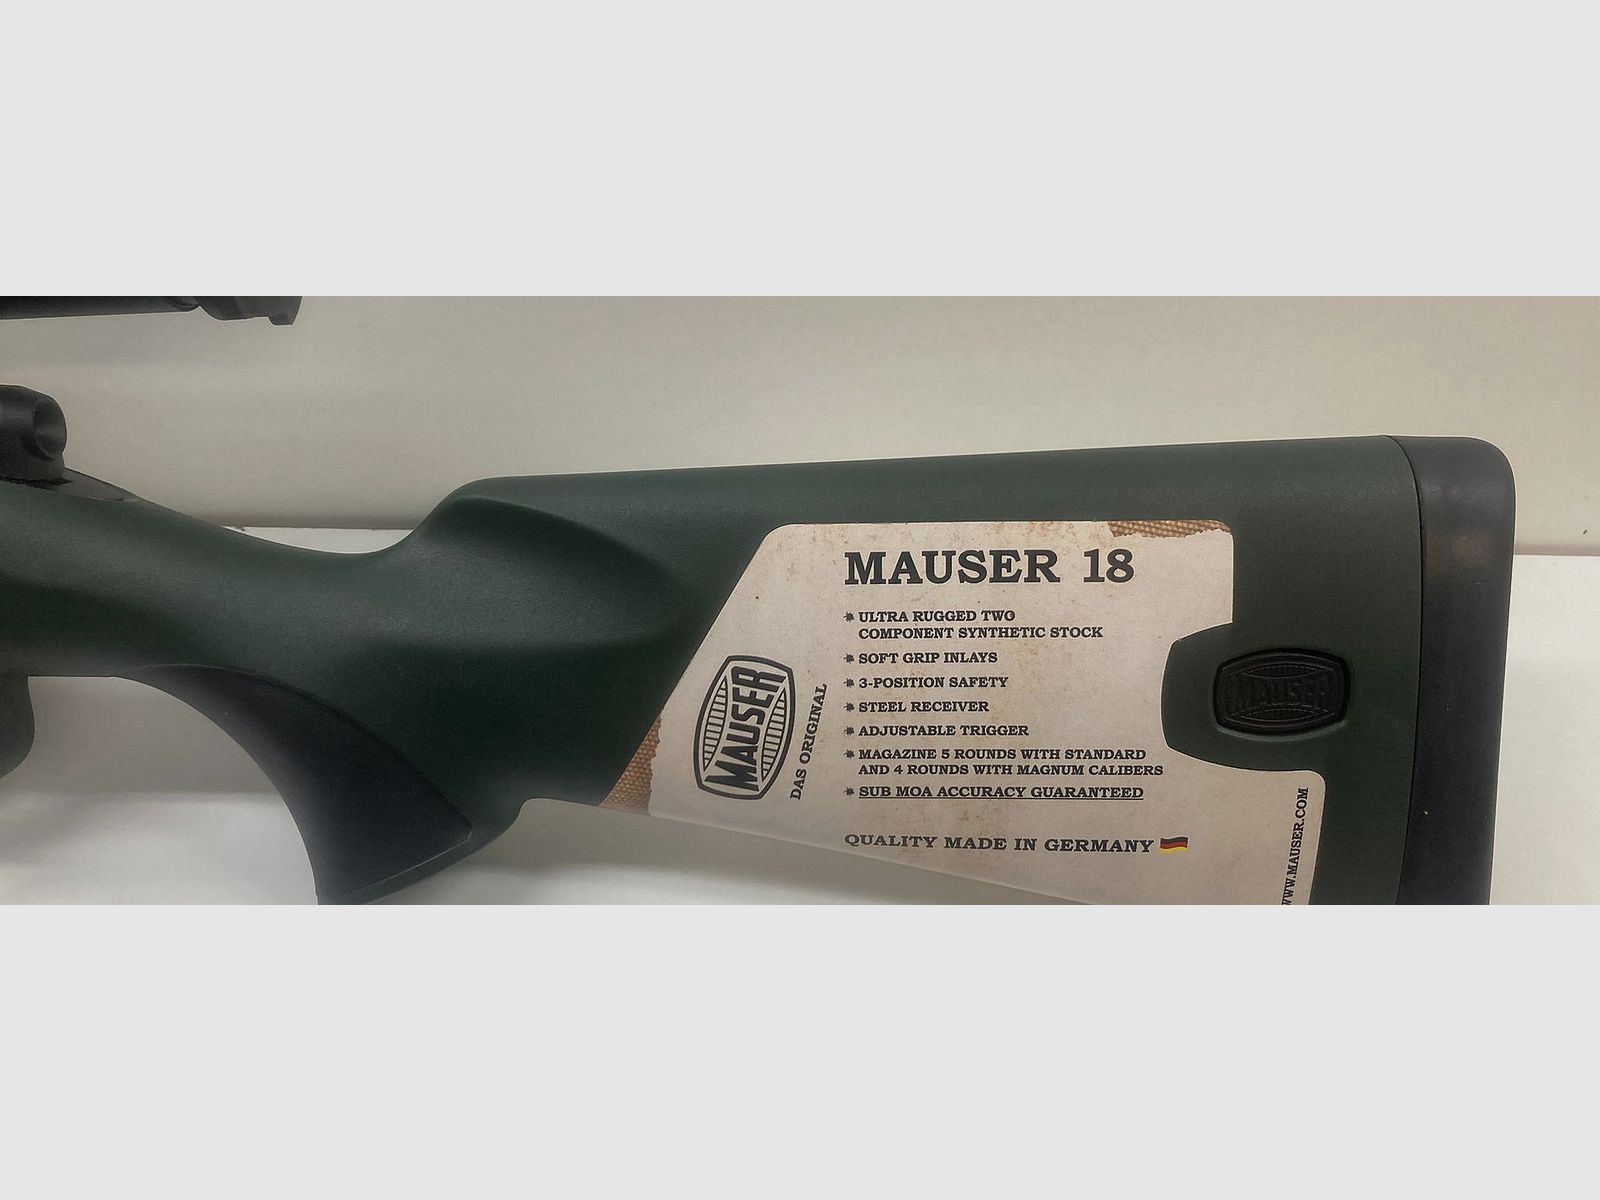 MAUSER 18
ULTRA RUGGED TWO
COMPONENT SYNTHETIC STOCK
SOFT GRIP INLAYS
3-POSITION SAFETY
STEEL RECEIVER
ADJUSTABLE TRIGGER
MAGAZINE 5 ROUNDS WITH STANDARD
AND 4 ROUNDS WITH MAGNUM CALIBERS
SUB MOA ACCURACY GUARANTEED
QUALITY MADE IN GERMANY
MAUSER
DAS ORIGINAL
MAUSER
WWW.MAUSER.COM